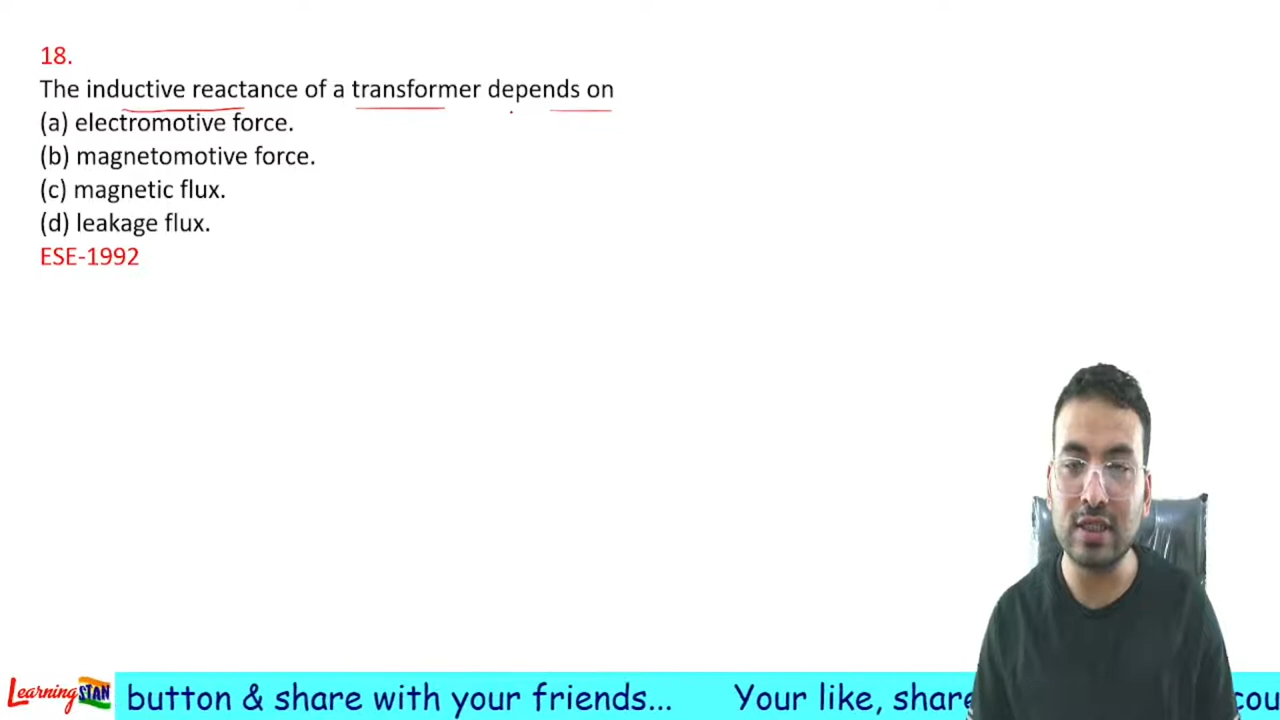 18.
The inductive reactance of a transformer depends on
(a) electromotive force.
(b) magnetomotive force.
(c) magnetic flux.
(d) leakage flux.
ESE-1992
LearningSTAN
button & share with your friends... Your like, share